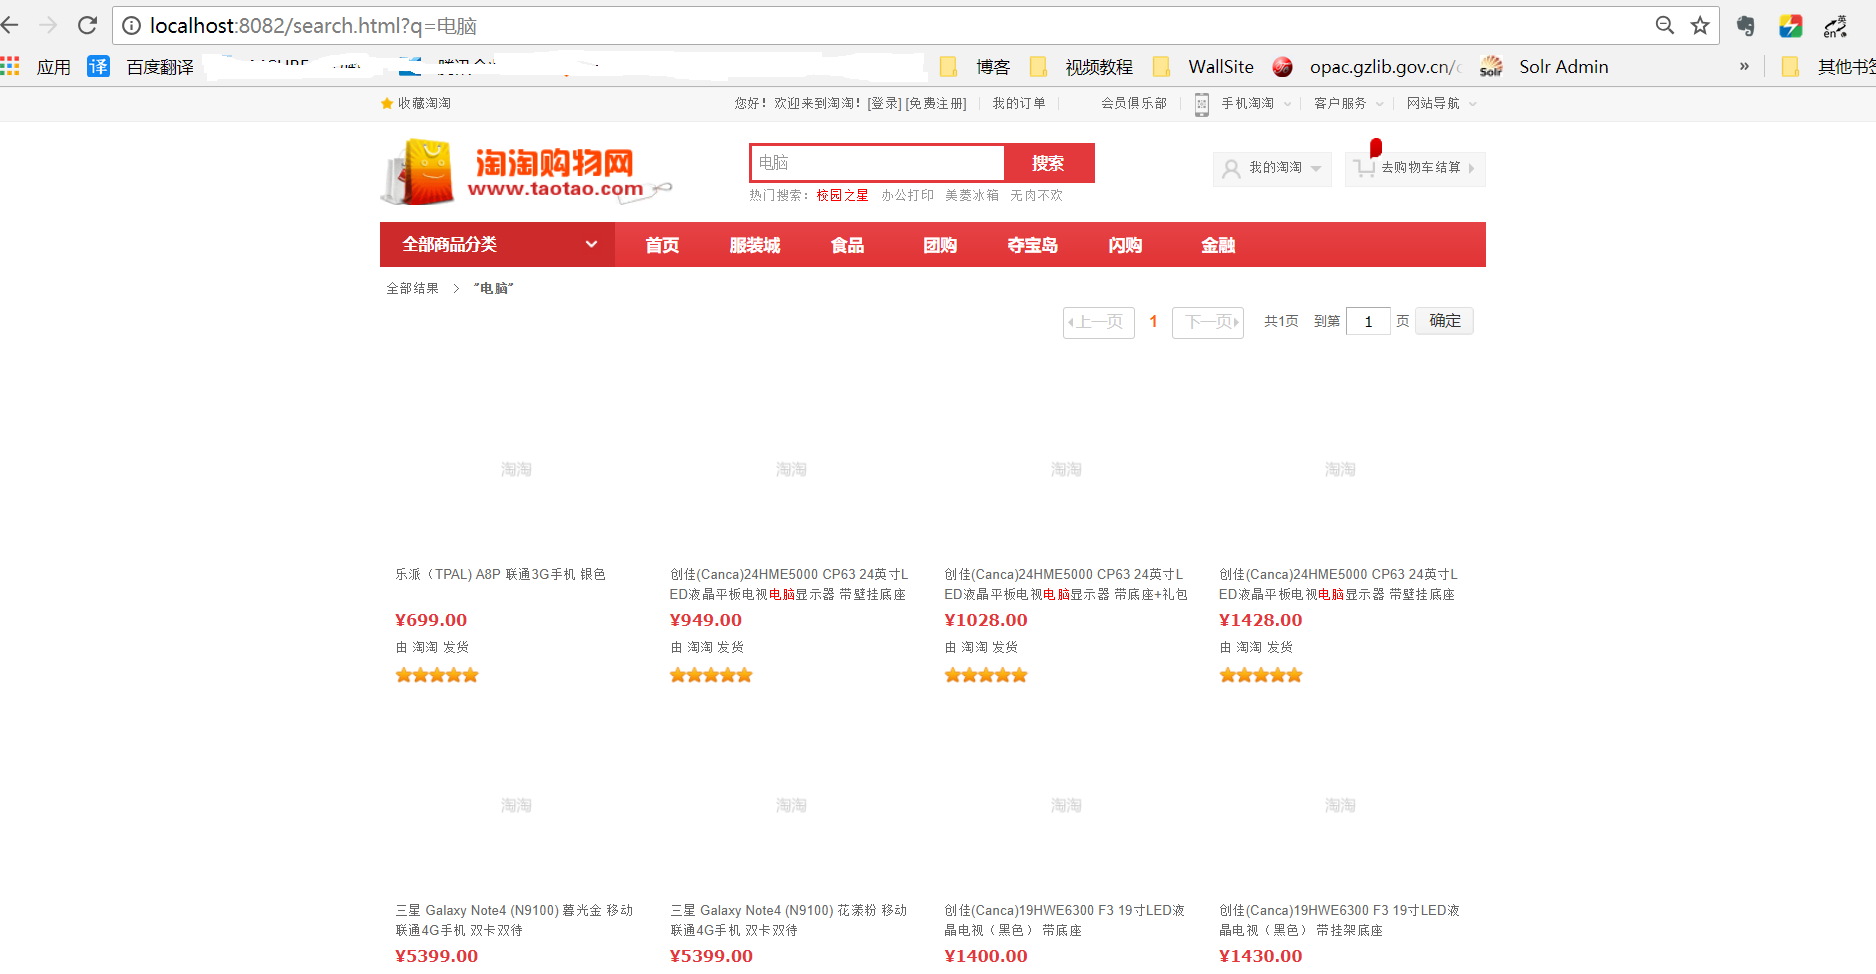 localhost:8082/search.html?q=电脑
应用 译 百度翻译 博客 视频教程 WallSite opac.gzlib.gov.cn/ Solr Solr Admin » 其他书签
收藏淘淘 您好！欢迎来到淘淘！[登录] [免费注册] 我的订单 会员俱乐部 手机淘淘 客户服务 网站导航
淘淘购物网
www.taotao.com
电脑 搜索
我的淘淘 去购物车结算
热门搜索：校园之星 办公打印 美菱冰箱 无肉不欢
全部商品分类 首页 服装城 食品 团购 夺宝岛 闪购 金融
全部结果 > "电脑"
上一页 1 下一页 共1页 到第 1 页 确定
淘淘 淘淘 淘淘 淘淘
乐派（TPAL) A8P 联通3G手机 银色
¥699.00
由 淘淘 发货
创佳(Canca)24HME5000 CP63 24英寸L
ED液晶平板电视电脑显示器 带壁挂底座
¥949.00
由 淘淘 发货
创佳(Canca)24HME5000 CP63 24英寸L
ED液晶平板电视电脑显示器 带底座+礼包
¥1028.00
由 淘淘 发货
创佳(Canca)24HME5000 CP63 24英寸L
ED液晶平板电视电脑显示器 带壁挂底座
¥1428.00
由 淘淘 发货
淘淘 淘淘 淘淘 淘淘
三星 Galaxy Note4 (N9100) 暮光金 移动
联通4G手机 双卡双待
¥5399.00
三星 Galaxy Note4 (N9100) 花漾粉 移动
联通4G手机 双卡双待
¥5399.00
创佳(Canca)19HWE6300 F3 19寸LED液
晶电视（黑色） 带底座
¥1400.00
创佳(Canca)19HWE6300 F3 19寸LED液
晶电视（黑色） 带挂架底座
¥1430.00